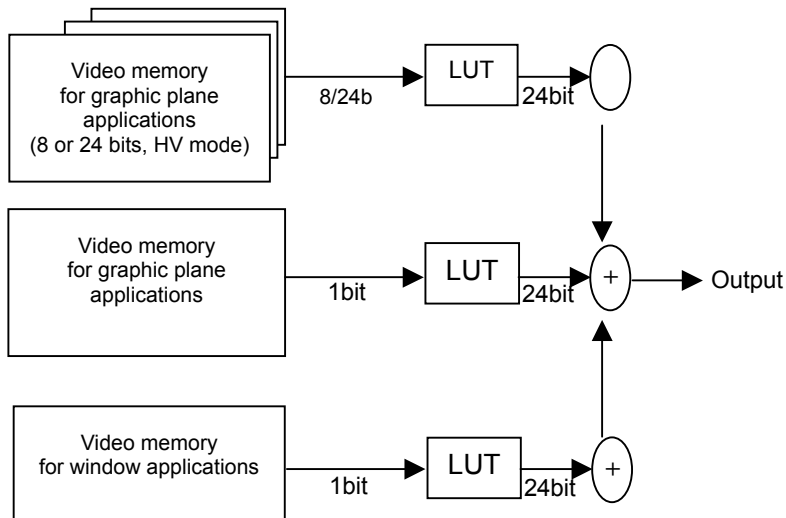 Video memory
for graphic plane
applications
(8 or 24 bits, HV mode)
8/24b
LUT
24bit
Video memory
for graphic plane
applications
1bit
LUT
24bit
+
Output
Video memory
for window applications
1bit
LUT
24bit
+